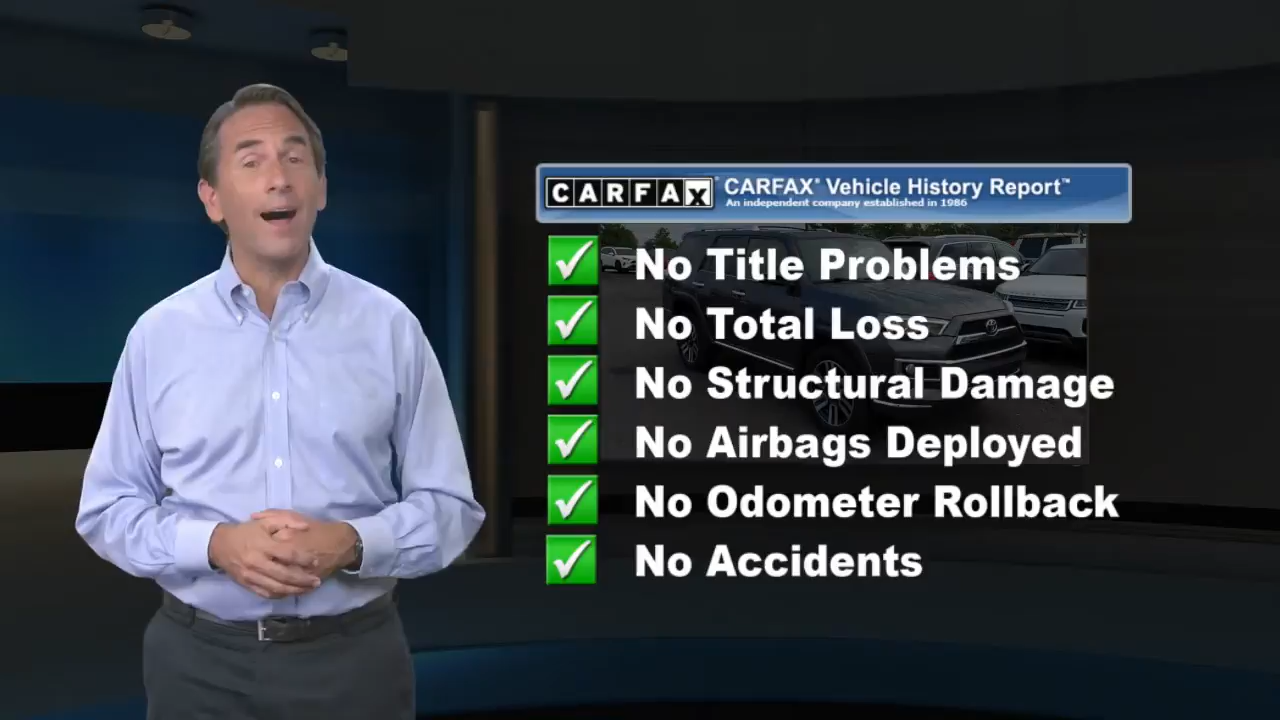 CARFAX® CARFAX® Vehicle History Report™
An independent company established in 1986
No Title Problems
No Total Loss
No Structural Damage
No Airbags Deployed
No Odometer Rollback
No Accidents